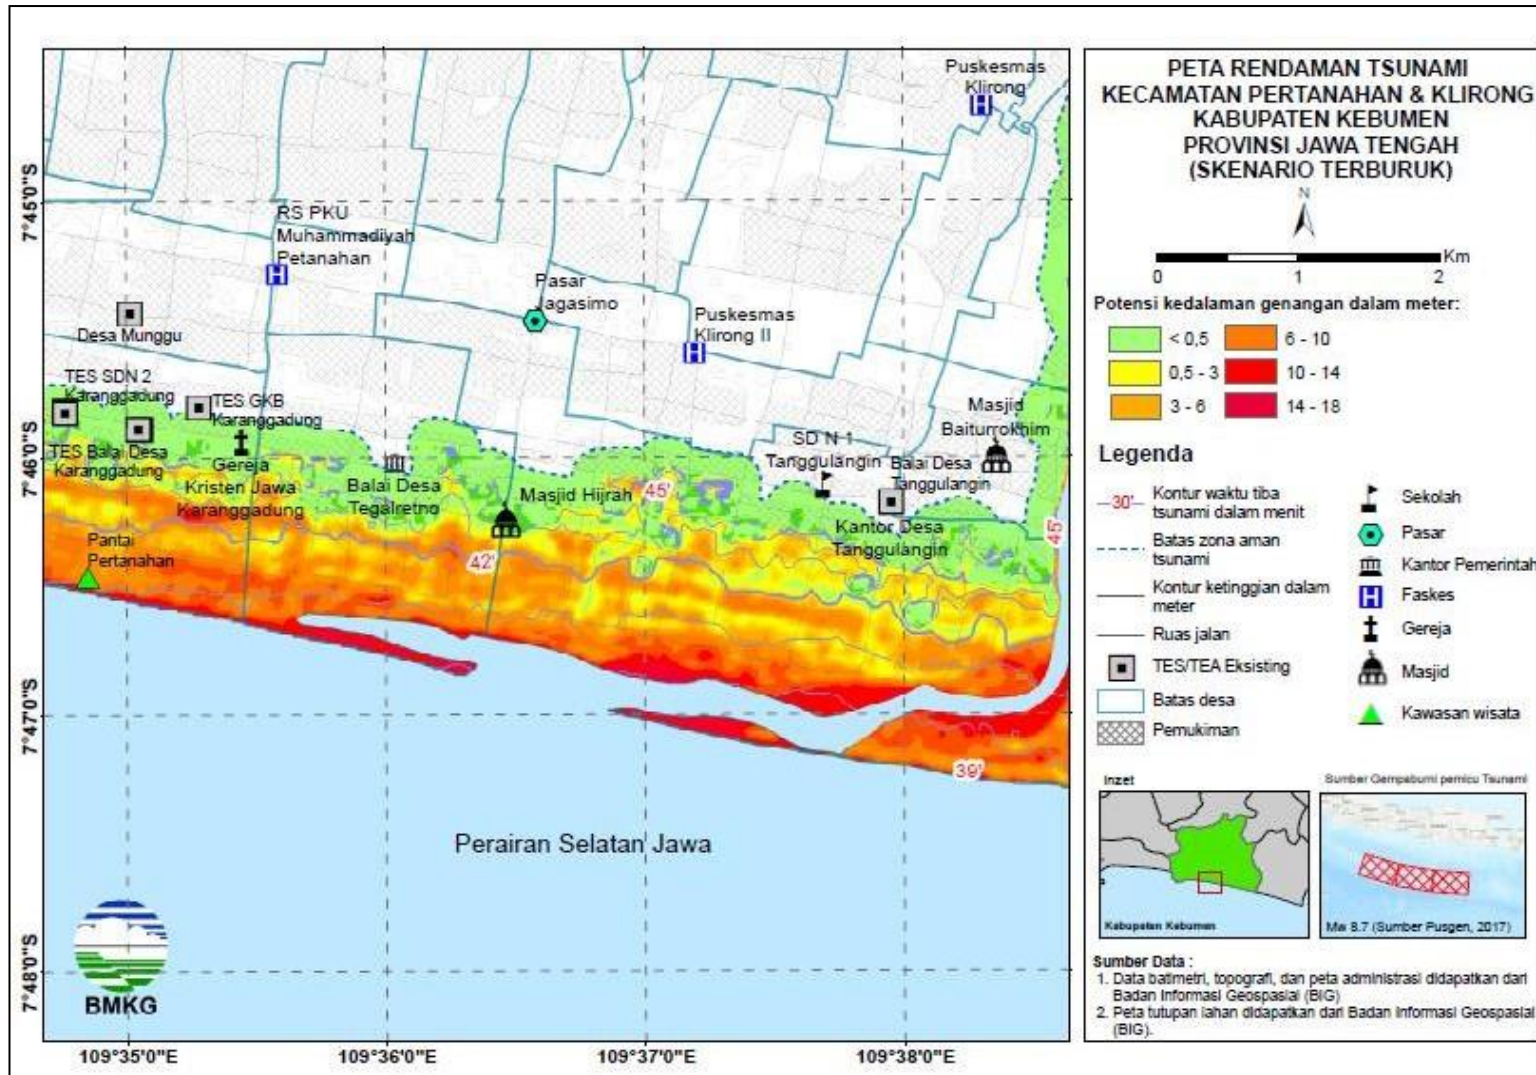 Puskesmas
Klirong
7°45'0"S
RS PKU
Muhammadiyah
Petanahan
Pasar
Jagasimo
Desa Munggu
Puskesmas
Klirong II
TES SDN 2
Karanggadung
TES GKB
Karanggadung
Masjid
Baiturrokhim
7°46'0"S
TES Balai Desa
Karanggadung
Gereja
Kristen Jawa
Karanggadung
Balai Desa
Tegalretno
Masjid Hijrah
45'
SD N 1
Tanggulangin
Balai Desa
Tanggulangin
Kantor Desa
Tanggulangin
45'
Pantai
Pertanahan
42'
7°47'0"S
39'
Perairan Selatan Jawa
7°48'0"S
BMKG
109°35'0"E
109°36'0"E
109°37'0"E
109°38'0"E
PETA RENDAMAN TSUNAMI
KECAMATAN PERTANAHAN & KLIRONG
KABUPATEN KEBUMEN
PROVINSI JAWA TENGAH
(SKENARIO TERBURUK)
N
Km
0 1 2
Potensi kedalaman genangan dalam meter:
< 0,5
6 - 10
0,5 - 3
10 - 14
3 - 6
14 - 18
Legenda
30'
Kontur waktu tiba
tsunami dalam menit
Batas zona aman
tsunami
Kontur ketinggian dalam
meter
Ruas jalan
TES/TEA Eksisting
Batas desa
Pemukiman
Sekolah
Pasar
Kantor Pemerintah
Faskes
Gereja
Masjid
Kawasan wisata
Inzet
Kabupaten Kebumen
Sumber Gempabumi pemicu Tsunami
Mw 8.7 (Sumber Pusgen, 2017)
Sumber Data :
1. Data batimetri, topografi, dan peta administrasi didapatkan dari
Badan Informasi Geospasial (BIG)
2. Peta tutupan lahan didapatkan dari Badan Informasi Geospasial
(BIG).